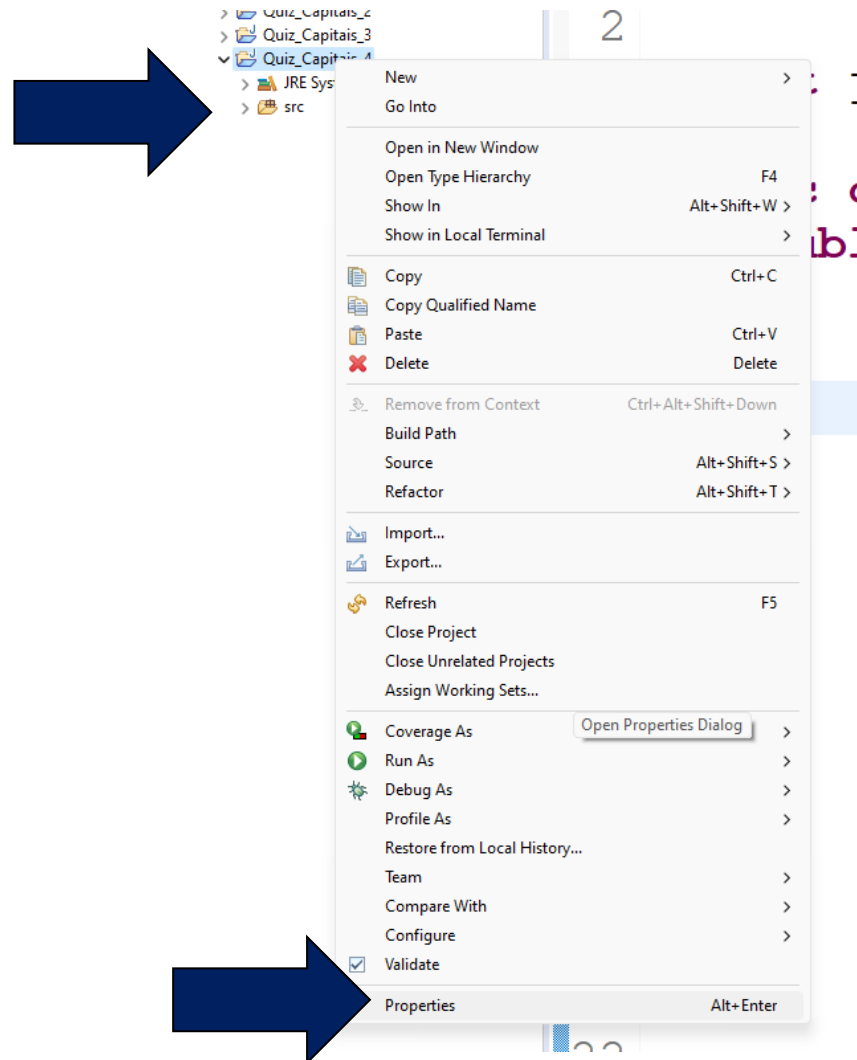 Quiz_Capitais_2
Quiz_Capitais_3
Quiz_Capitais_4
JRE
src
2
New
Go Into
Open in New Window
Open Type Hierarchy F4
Show In Alt+Shift+W >
Show in Local Terminal
Copy Ctrl+C
Copy Qualified Name
Paste Ctrl+V
Delete Delete
Remove from Context Ctrl+Alt+Shift+Down
Build Path
Source Alt+Shift+S >
Refactor Alt+Shift+T >
Import...
Export...
Refresh F5
Close Project
Close Unrelated Projects
Assign Working Sets...
Coverage As
Open Properties Dialog
Run As
Debug As
Profile As
Restore from Local History...
Team
Compare With
Configure
Validate
Properties Alt+Enter